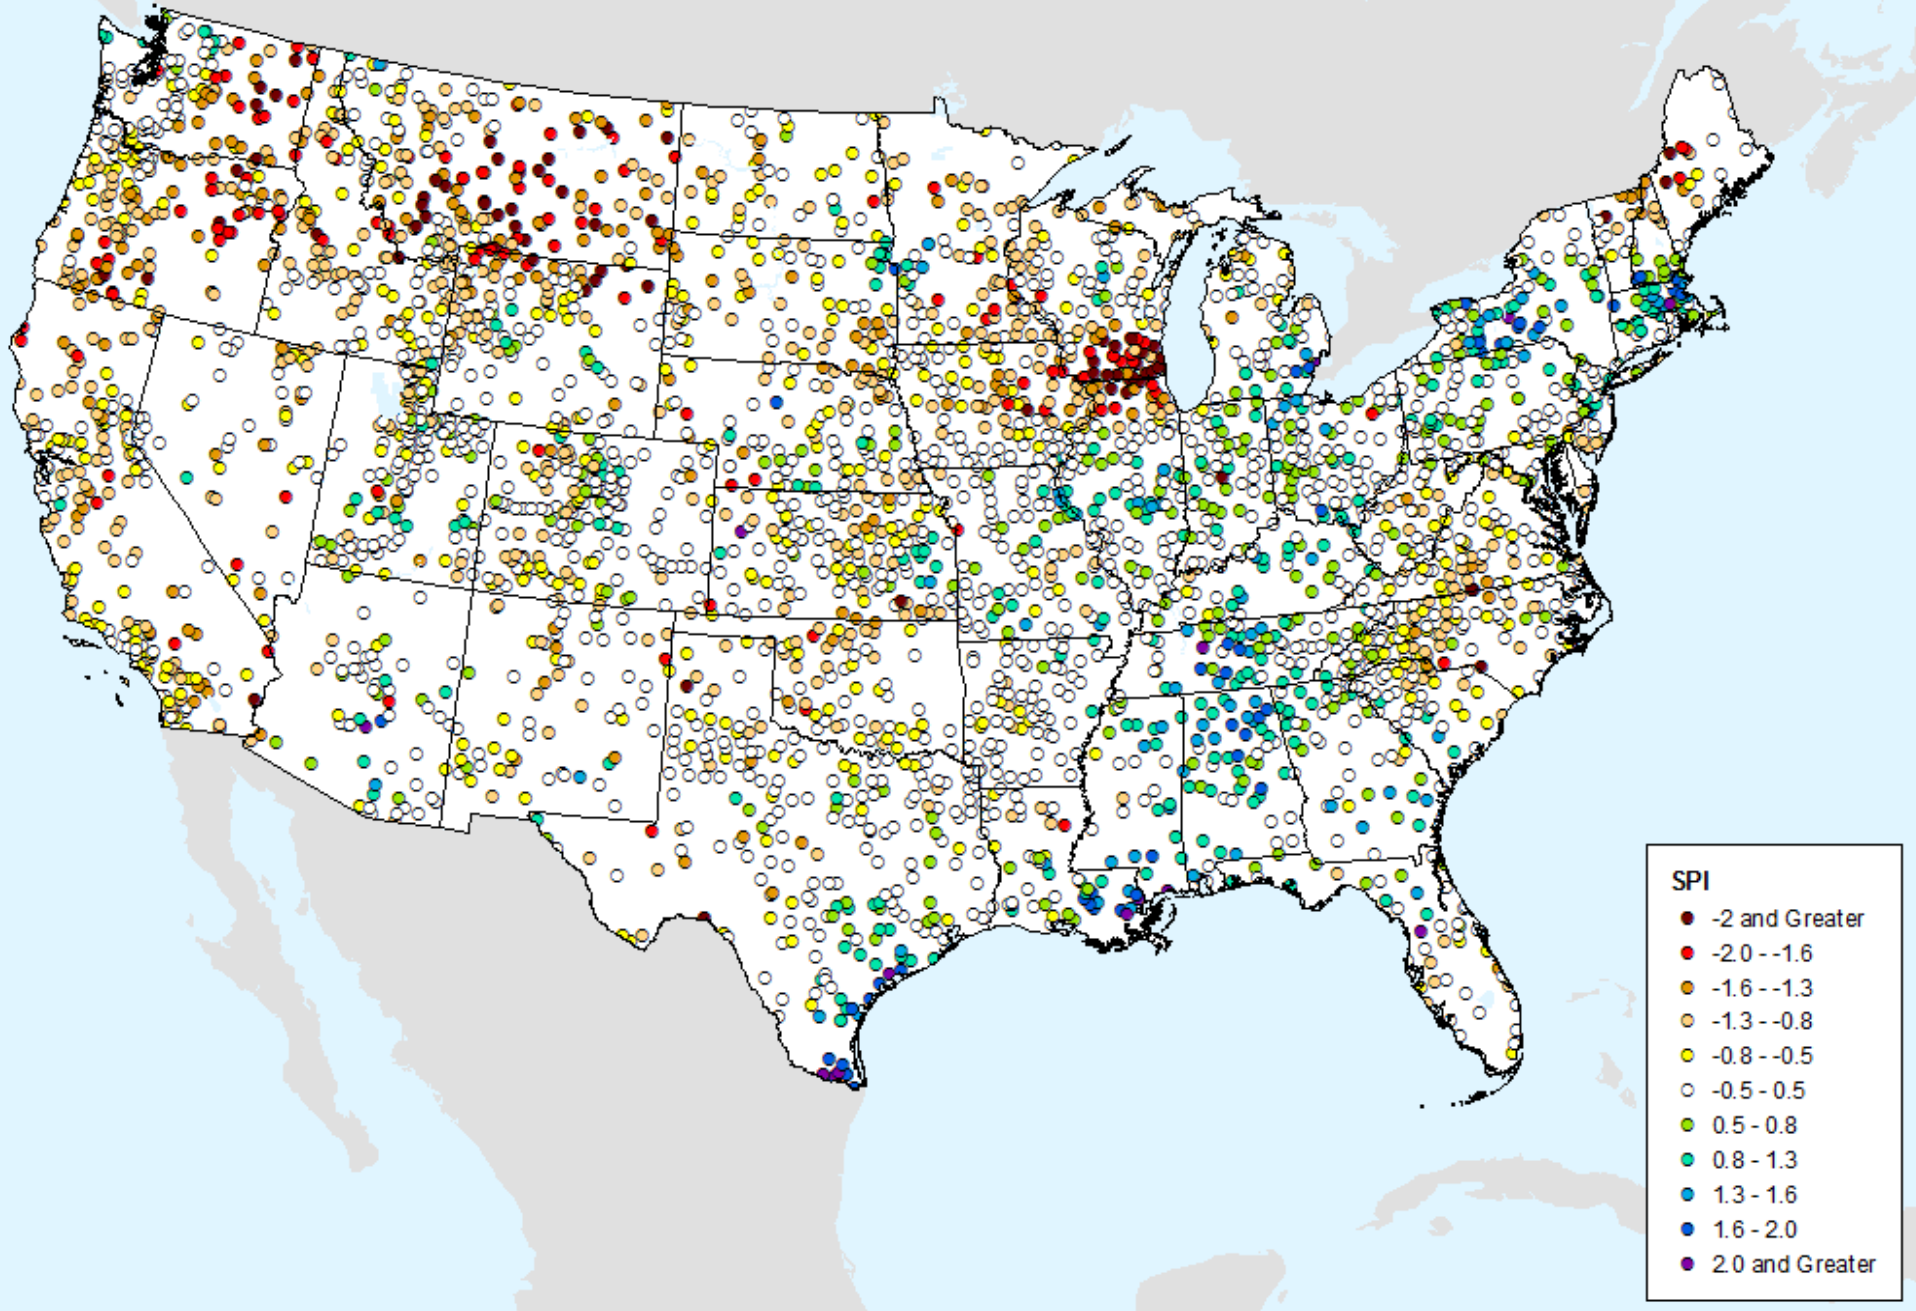 SPI
-2 and Greater
-2.0 - -1.6
-1.6 - -1.3
-1.3 - -0.8
-0.8 - -0.5
-0.5 - 0.5
0.5 - 0.8
0.8 - 1.3
1.3 - 1.6
1.6 - 2.0
2.0 and Greater